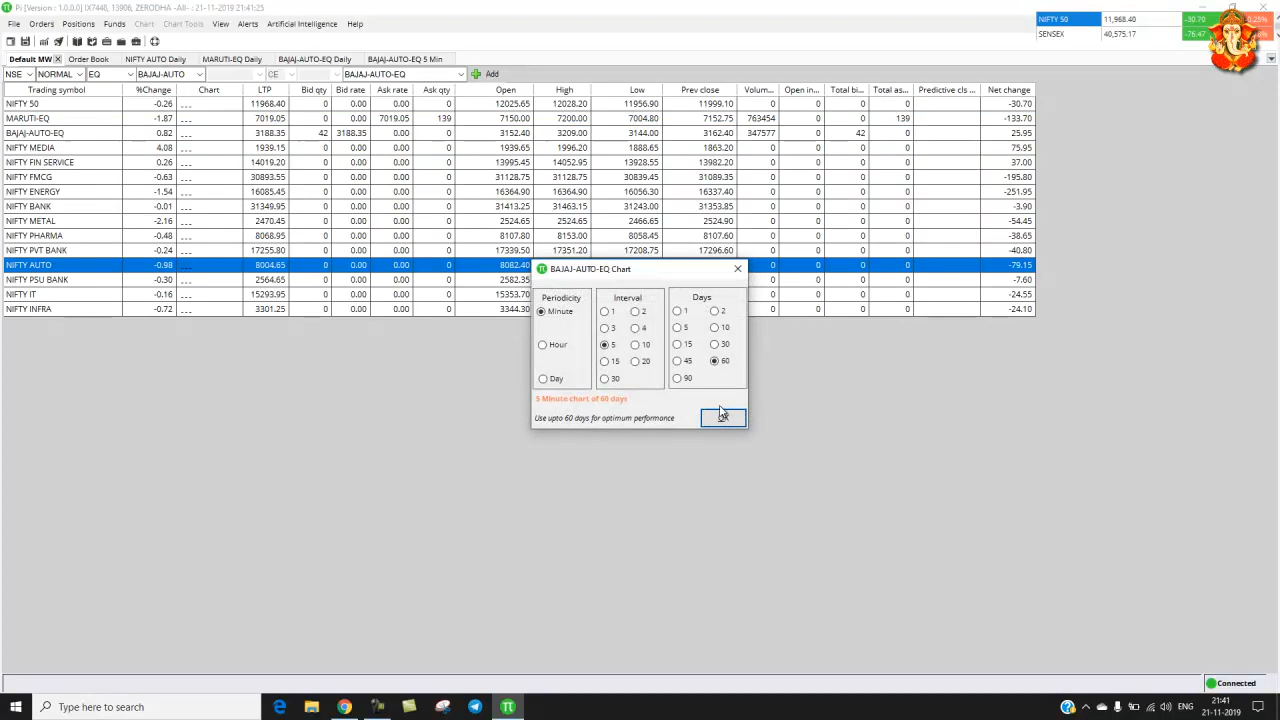 Pi [Version : 1.0.0.0] IX7448, 13906, ZERODHA -All- : 21-11-2019 21:41:25
File Orders Positions Funds Chart Chart Tools View Alerts Artificial Intelligence Help
NIFTY 50 11,968.40 -30.70
SENSEX 40,575.17 -76.47
Default MW Order Book NIFTY AUTO Daily MARUTI-EQ Daily BAJAJ-AUTO-EQ Daily BAJAJ-AUTO-EQ 5 Min
NSE NORMAL EQ BAJAJ-AUTO CE BAJAJ-AUTO-EQ Add
Trading symbol %Change Chart LTP Bid qty Bid rate Ask rate Ask qty Open High Low Prev close Volum... Open in... Total bi... Total as... Predictive cls ... Net change
NIFTY 50 -0.26 ... 11968.40 0 0.00 0.00 0 12025.65 12028.20 11956.90 11999.10 0 0 0 0 -30.70
MARUTI-EQ -1.87 ... 7019.05 0 0.00 7019.05 139 7150.00 7200.00 7004.80 7152.75 763454 0 0 139 -133.70
BAJAJ-AUTO-EQ 0.82 ... 3188.35 42 3188.35 0.00 0 3152.40 3209.00 3144.00 3162.40 347577 0 42 0 25.95
NIFTY MEDIA 4.08 ... 1939.15 0 0.00 0.00 0 1939.65 1996.20 1888.65 1863.20 0 0 0 0 75.95
NIFTY FIN SERVICE 0.26 ... 14019.20 0 0.00 0.00 0 13995.45 14052.95 13928.55 13982.20 0 0 0 0 37.00
NIFTY FMCG -0.63 ... 30893.55 0 0.00 0.00 0 31128.75 31128.75 30839.45 31089.35 0 0 0 0 -195.80
NIFTY ENERGY -1.54 ... 16085.45 0 0.00 0.00 0 16364.90 16364.90 16056.30 16337.40 0 0 0 0 -251.95
NIFTY BANK -0.01 ... 31349.95 0 0.00 0.00 0 31413.25 31463.15 31243.00 31353.85 0 0 0 0 -3.90
NIFTY METAL -2.16 ... 2470.45 0 0.00 0.00 0 2524.65 2524.65 2466.65 2524.90 0 0 0 0 -54.45
NIFTY PHARMA -0.48 ... 8068.95 0 0.00 0.00 0 8107.80 8153.00 8058.45 8107.60 0 0 0 0 -38.65
NIFTY PVT BANK -0.24 ... 17255.80 0 0.00 0.00 0 17339.50 17351.20 17208.75 17296.60 0 0 0 0 -40.80
NIFTY AUTO -0.98 ... 8004.65 0 0.00 0.00 0 8082.40 0 0 0 0 -79.15
NIFTY PSU BANK -0.30 ... 2564.65 0 0.00 0.00 0 2582.35 0 0 0 0 -7.60
NIFTY IT -0.16 ... 15293.95 0 0.00 0.00 0 15353.70 0 0 0 0 -24.55
NIFTY INFRA -0.72 ... 3301.25 0 0.00 0.00 0 3344.30 0 0 0 0 -24.10
BAJAJ-AUTO-EQ Chart
Periodicity Interval Days
Minute 1 2 1 2
3 4 5 10
Hour 5 10 15 30
15 20 45 60
Day 30 90
5 Minute chart of 60 days
Use upto 60 days for optimum performance
Connected
Type here to search
21:41
21-11-2019